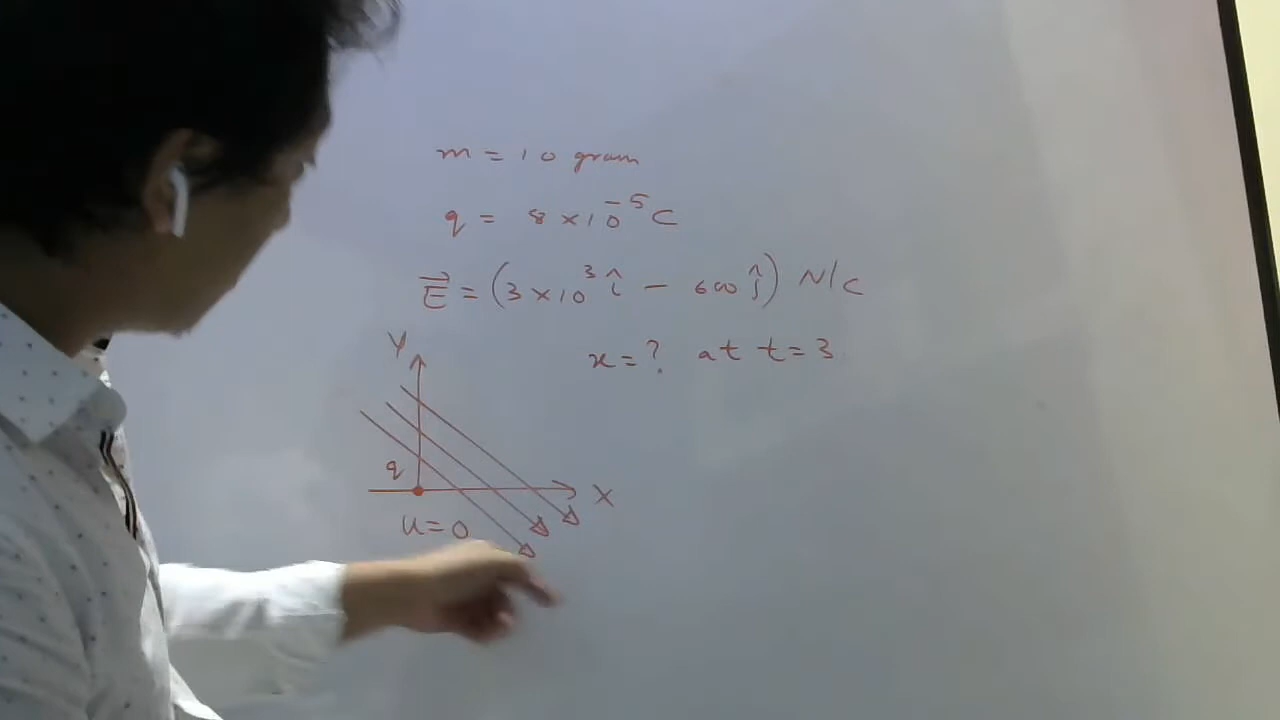 m = 10 gram
q = 8 × 10⁻⁵ C
E⃗ = (3 × 10³ î − 600 ĵ) N/C
x = ? at t = 3
Y
q
X
u = 0